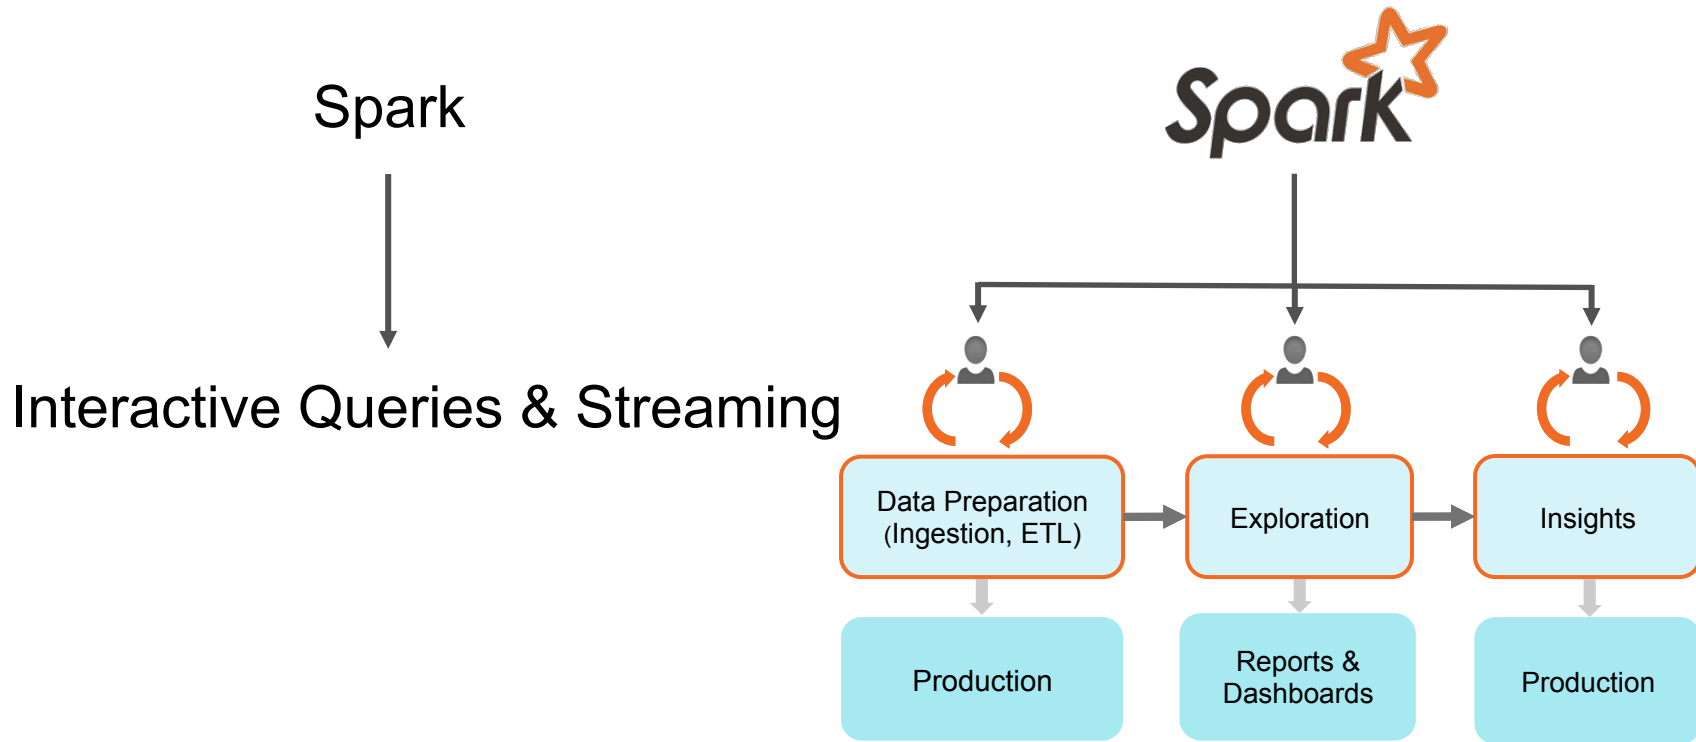 Spark
Interactive Queries & Streaming
Spark
Data Preparation
(Ingestion, ETL)
Exploration
Insights
Production
Reports &
Dashboards
Production